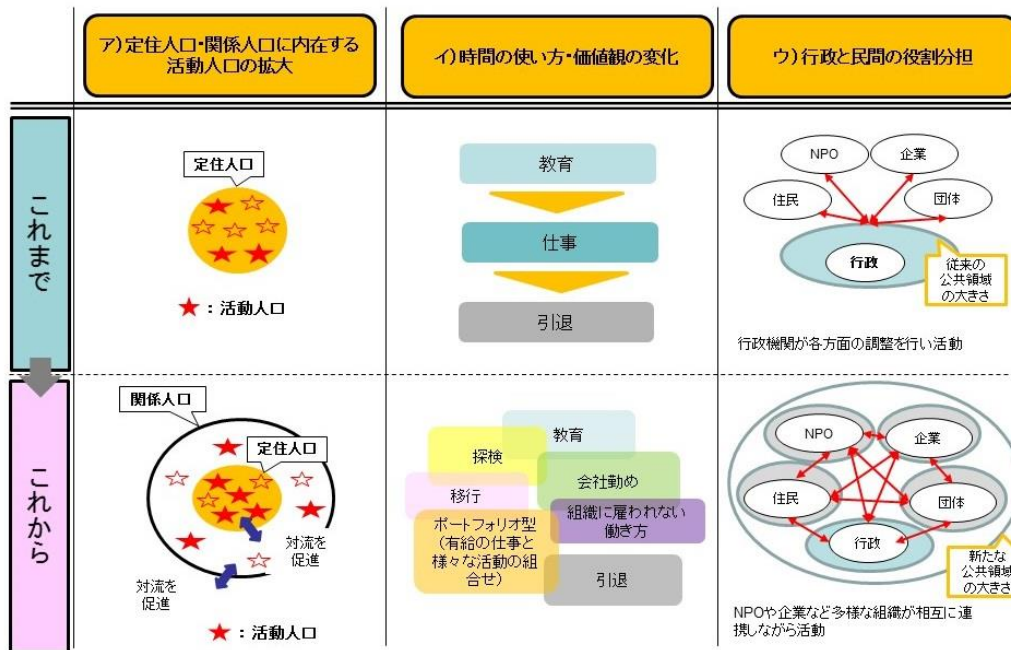 ア)定住人口・関係人口に内在する
活動人口の拡大
イ)時間の使い方・価値観の変化
ウ)行政と民間の役割分担
これまで
定住人口
★：活動人口
教育
仕事
引退
NPO
企業
住民
団体
行政
従来の
公共領域
の大きさ
行政機関が各方面の調整を行い活動
これから
関係人口
定住人口
対流を
促進
対流を
促進
★：活動人口
教育
探検
会社勤め
移行
組織に雇われない
働き方
ポートフォリオ型
(有給の仕事と
様々な活動の組
合せ)
引退
NPO
企業
住民
団体
行政
新たな
公共領域
の大きさ
NPOや企業など多様な組織が相互に連
携しながら活動